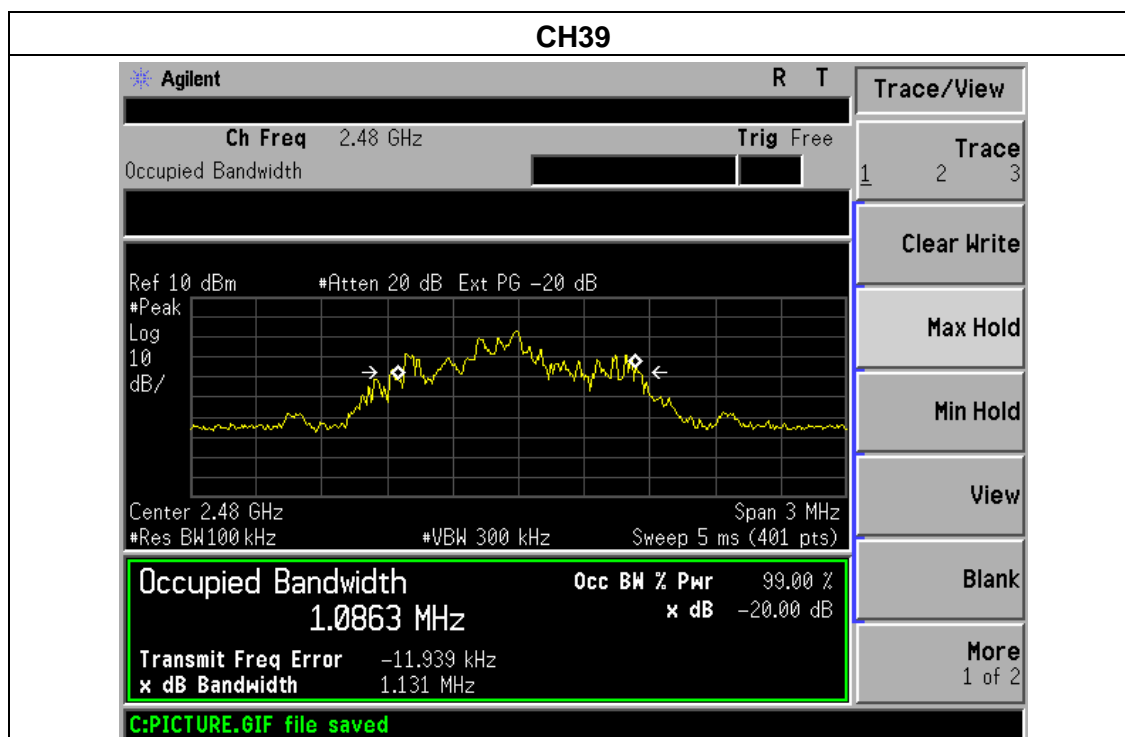 CH39
Agilent R T
Trace/View
Ch Freq 2.48 GHz Trig Free
Occupied Bandwidth
Trace
1 2 3
Clear Write
Ref 10 dBm #Atten 20 dB Ext PG −20 dB
#Peak
Log
10
dB/
Max Hold
Min Hold
View
Center 2.48 GHz Span 3 MHz
#Res BW 100 kHz #VBW 300 kHz Sweep 5 ms (401 pts)
Occupied Bandwidth Occ BW % Pwr 99.00 %
1.0863 MHz x dB −20.00 dB
Blank
Transmit Freq Error −11.939 kHz
x dB Bandwidth 1.131 MHz
More
1 of 2
C:PICTURE.GIF file saved